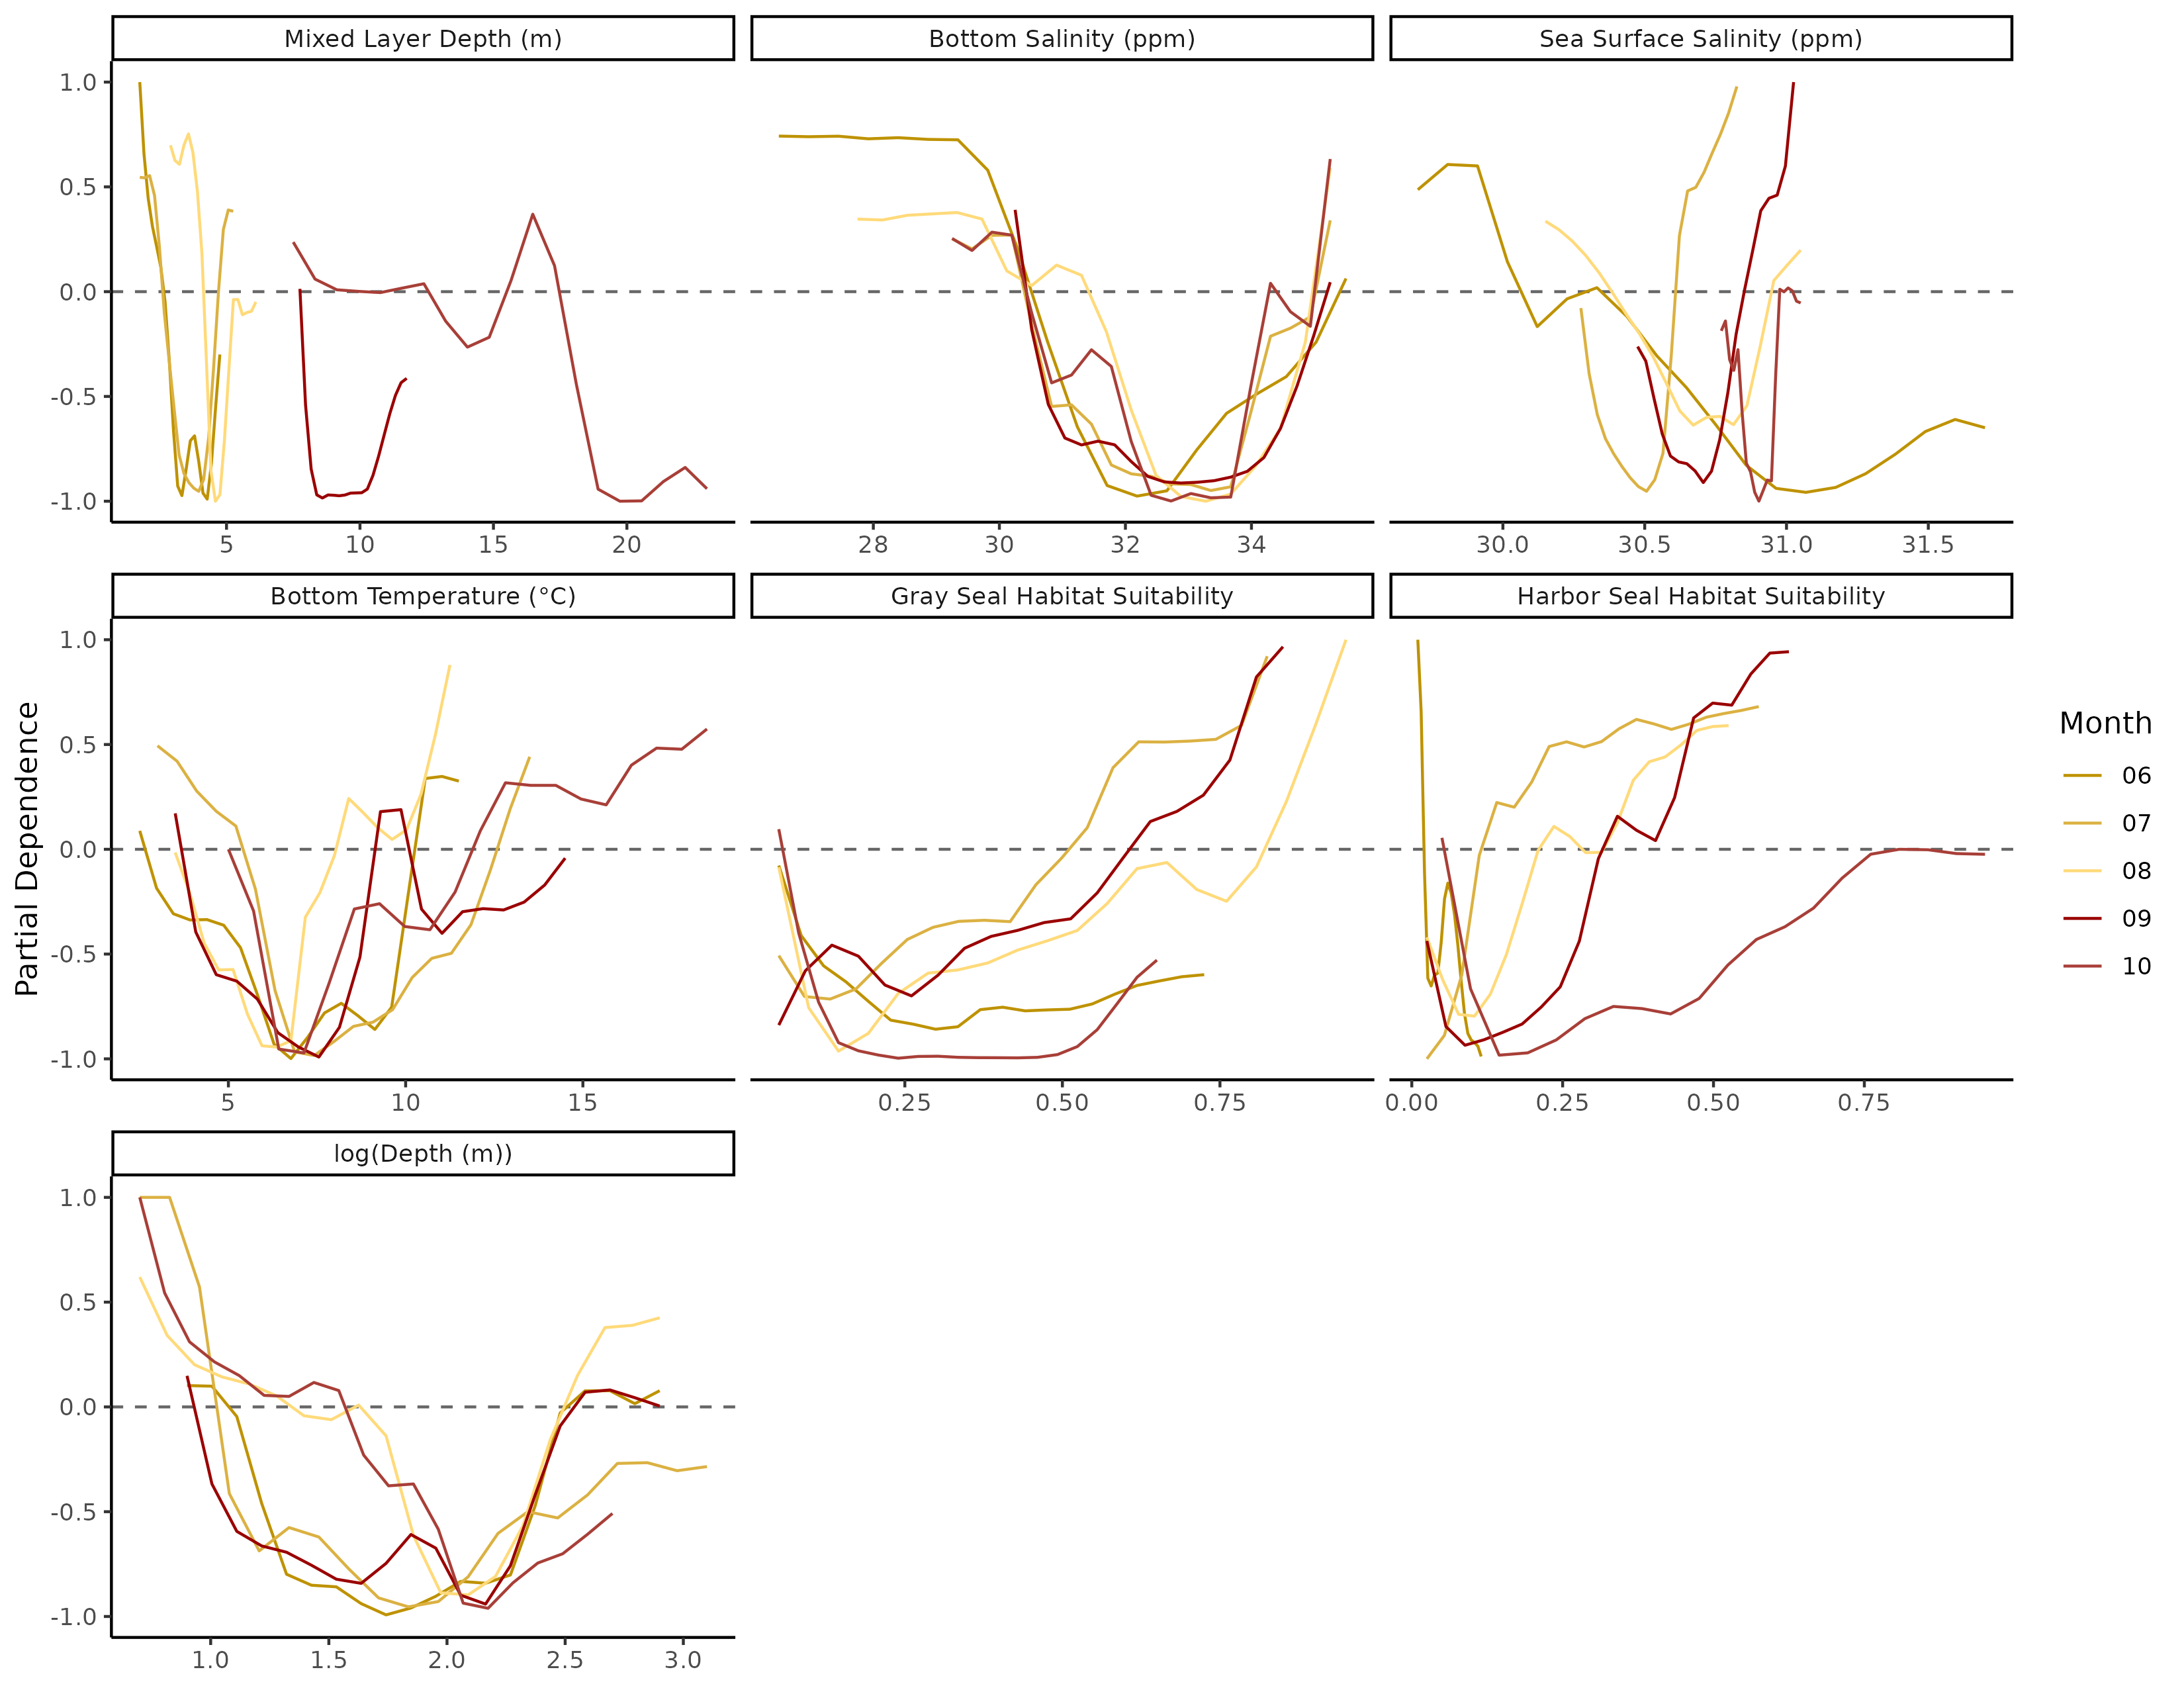 Mixed Layer Depth (m)
Bottom Salinity (ppm)
Sea Surface Salinity (ppm)
1.0
0.5
0.0
-0.5
-1.0
5 10 15 20
28 30 32 34
30.0 30.5 31.0 31.5
Bottom Temperature (°C)
Gray Seal Habitat Suitability
Harbor Seal Habitat Suitability
1.0
0.5
0.0
-0.5
-1.0
5 10 15
0.25 0.50 0.75
0.00 0.25 0.50 0.75
log(Depth (m))
1.0
0.5
0.0
-0.5
-1.0
1.0 1.5 2.0 2.5 3.0
Partial Dependence
Month
06
07
08
09
10